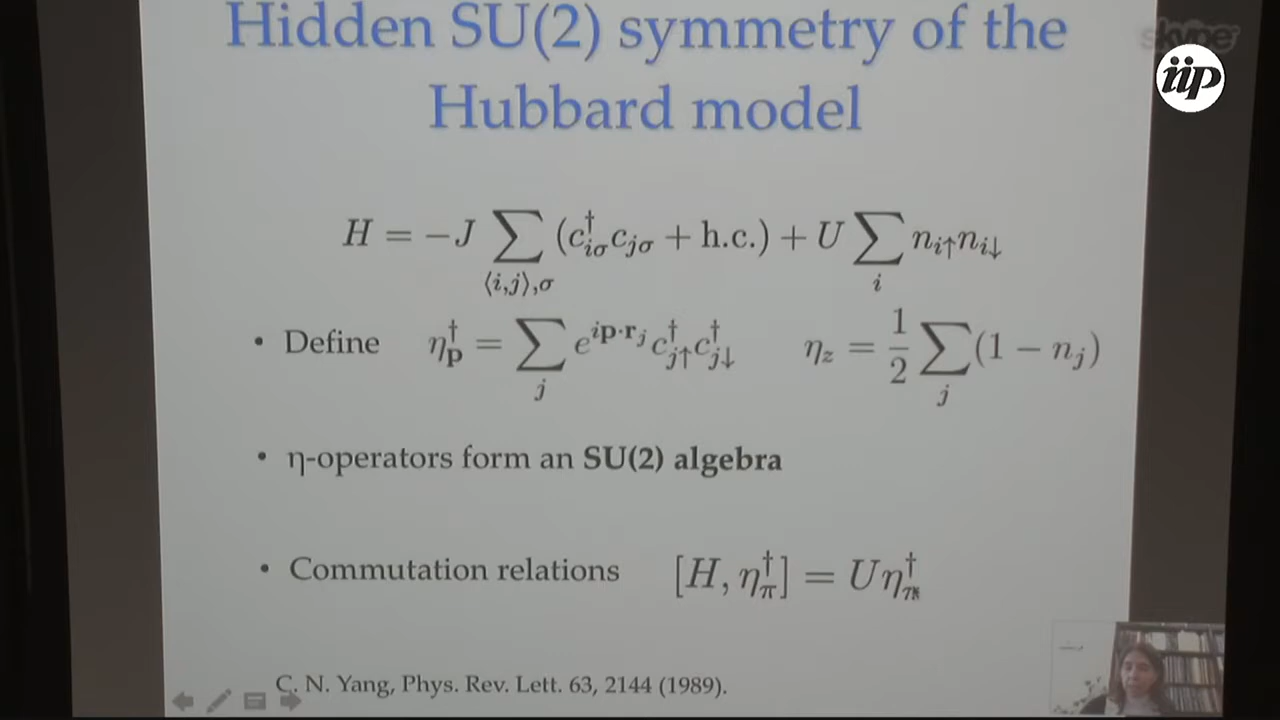 skype
iip
Hidden SU(2) symmetry of the
Hubbard model
H = −J ∑_{⟨i,j⟩,σ} (c†_{iσ} c_{jσ} + h.c.) + U ∑_i n_{i↑} n_{i↓}
• Define η†_𝐩 = ∑_j e^{i𝐩·𝐫_j} c†_{j↑} c†_{j↓} η_z = 1/2 ∑_j (1 − n_j)
• η-operators form an SU(2) algebra
• Commutation relations [H, η†_π] = Uη†_π
C. N. Yang, Phys. Rev. Lett. 63, 2144 (1989).